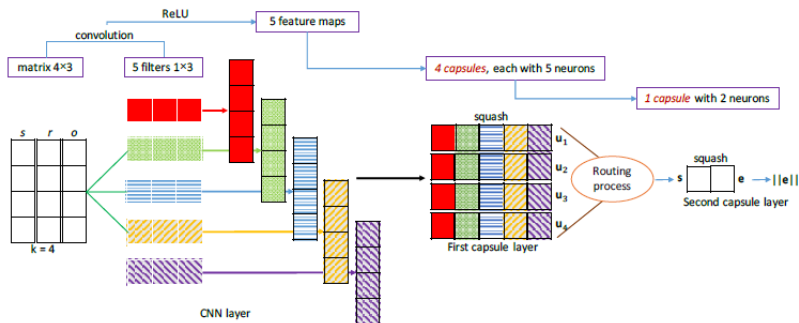 ReLU
5 feature maps
convolution
matrix 4×3
5 filters 1×3
4 capsules, each with 5 neurons
1 capsule with 2 neurons
s r o
squash
u1
u2
u3
u4
Routing
process
squash
s
e
||e||
Second capsule layer
First capsule layer
k = 4
CNN layer